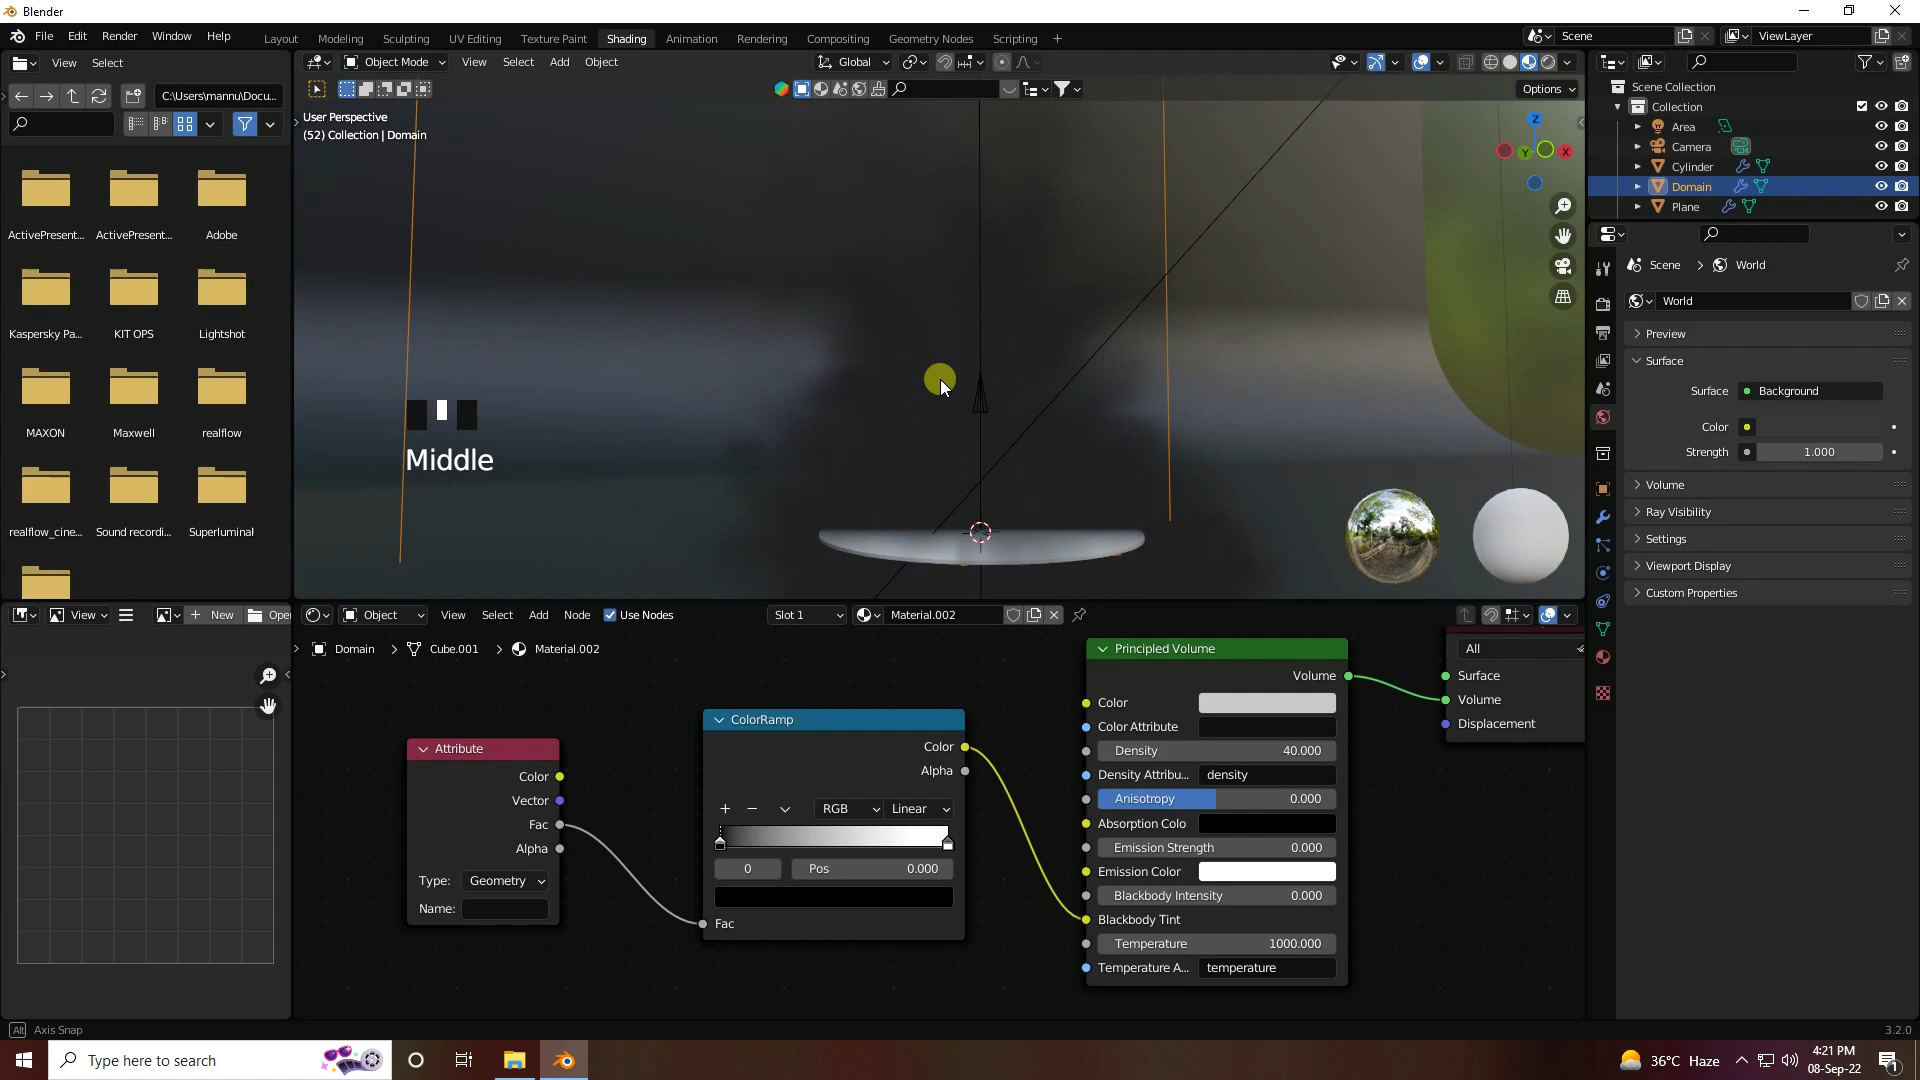 Blender
File Edit Render Window Help
Layout Modeling Sculpting UV Editing Texture Paint Shading Animation Rendering Compositing Geometry Nodes Scripting +
Scene
ViewLayer
View Select
Object Mode View Select Add Object
Global
C:\Users\mannu\Docu...
Options
User Perspective
(52) Collection | Domain
Z
Y
X
Scene Collection
Collection
Area
Camera
Cylinder
Domain
Plane
ActivePresent... ActivePresent... Adobe
Kaspersky Pa... KIT OPS Lightshot
MAXON Maxwell realflow
realflow_cine... Sound recordi... Superluminal
Middle
Scene > World
World
Preview
Surface
Surface Background
Color
Strength 1.000
Volume
Ray Visibility
Settings
Viewport Display
Custom Properties
View + New Ope
Object View Select Add Node Use Nodes
Slot 1
Material.002
Domain > Cube.001 > Material.002
Attribute
Color
Vector
Fac
Alpha
Type: Geometry
Name:
ColorRamp
Color
Alpha
RGB Linear
0 Pos 0.000
Fac
Principled Volume
Volume
Color
Color Attribute
Density 40.000
Density Attribu... density
Anisotropy 0.000
Absorption Colo
Emission Strength 0.000
Emission Color
Blackbody Intensity 0.000
Blackbody Tint
Temperature 1000.000
Temperature A... temperature
All
Surface
Volume
Displacement
Alt Axis Snap
3.2.0
Type here to search
36°C Haze
4:21 PM
08-Sep-22
1